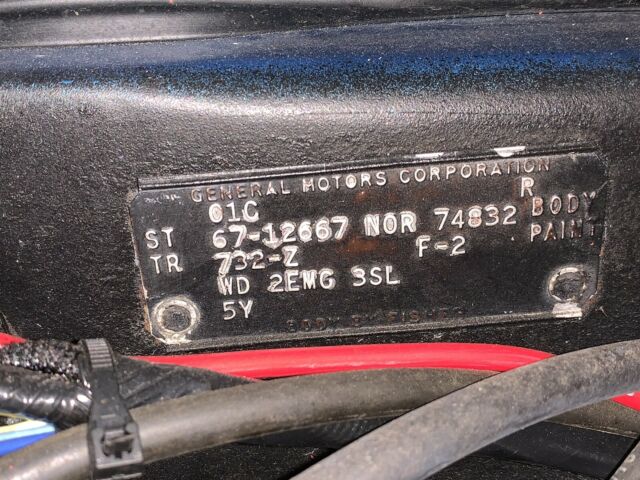 GENERAL MOTORS CORPORATION
01C R
ST 67-12667 NOR 74832 BODY
TR 732-Z F-2 PAINT
WD 2EMG 3SL
5Y
BODY BY FISHER